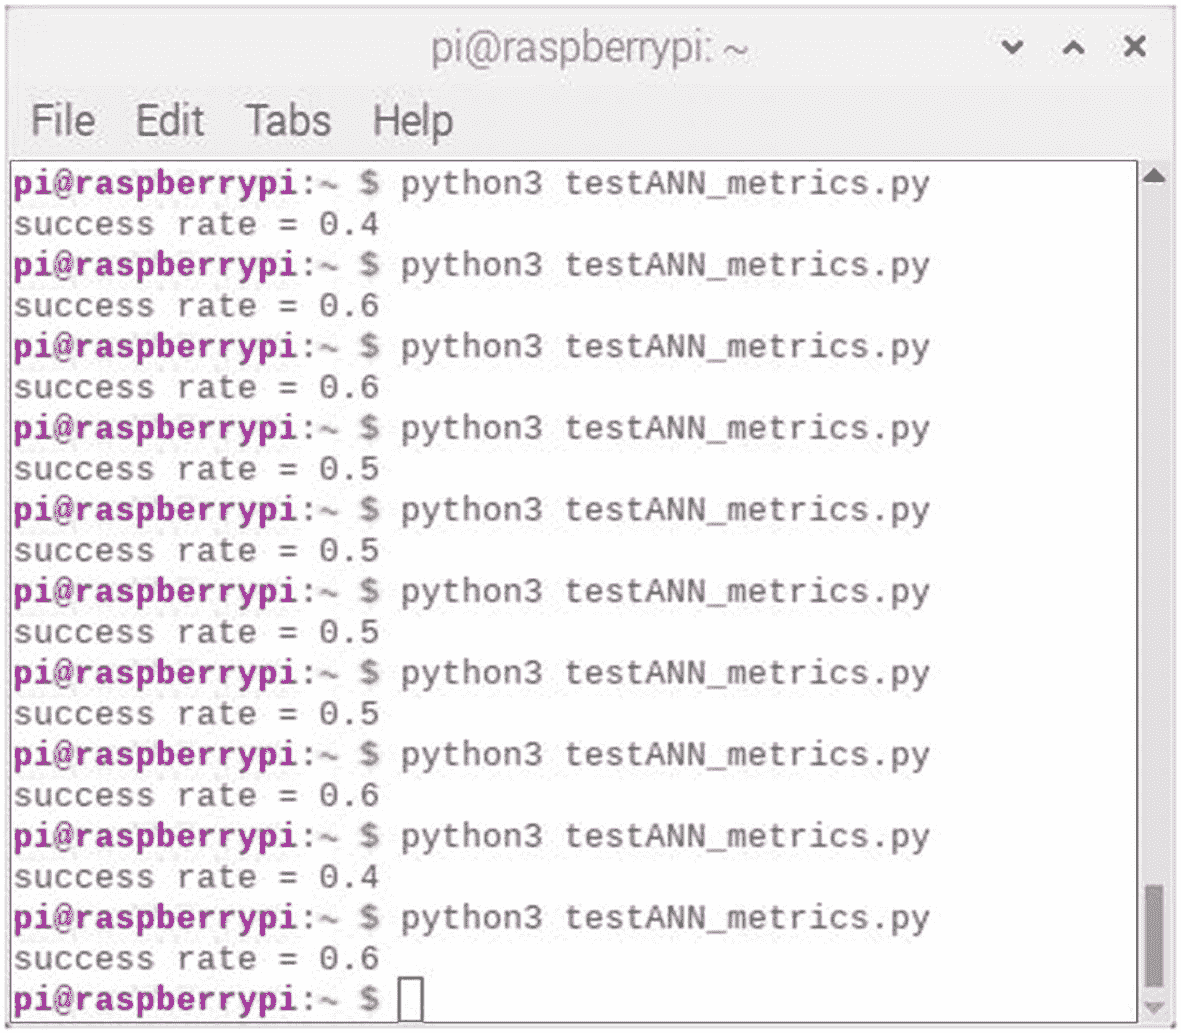 pi@raspberrypi: ~
File Edit Tabs Help
pi@raspberrypi:~ $ python3 testANN_metrics.py
success rate = 0.4
pi@raspberrypi:~ $ python3 testANN_metrics.py
success rate = 0.6
pi@raspberrypi:~ $ python3 testANN_metrics.py
success rate = 0.6
pi@raspberrypi:~ $ python3 testANN_metrics.py
success rate = 0.5
pi@raspberrypi:~ $ python3 testANN_metrics.py
success rate = 0.5
pi@raspberrypi:~ $ python3 testANN_metrics.py
success rate = 0.5
pi@raspberrypi:~ $ python3 testANN_metrics.py
success rate = 0.5
pi@raspberrypi:~ $ python3 testANN_metrics.py
success rate = 0.6
pi@raspberrypi:~ $ python3 testANN_metrics.py
success rate = 0.4
pi@raspberrypi:~ $ python3 testANN_metrics.py
success rate = 0.6
pi@raspberrypi:~ $